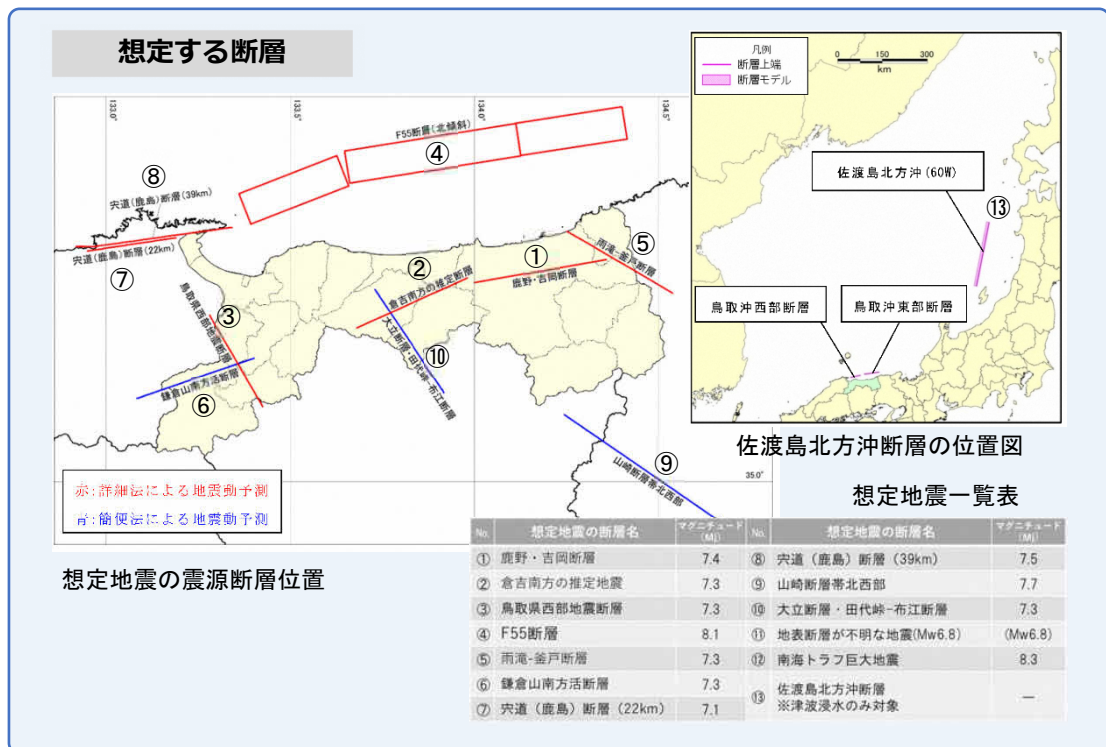 想定する断層
133.0°
133.5°
134.0°
134.5°
F55断層(北傾斜)
④
⑧
宍道(鹿島)断層(39km)
宍道(鹿島)断層(22km)
⑦
①
鹿野・吉岡断層
⑤
雨滝-釜戸断層
②
倉吉南方の推定断層
③
鳥取県西部地震断層
⑩
大立断層・田代峠-布江断層
鎌倉山南方活断層
⑥
⑨
山崎断層帯北西部
35.0°
赤:詳細法による地震動予測
青:簡便法による地震動予測
想定地震の震源断層位置
凡例
断層上端
断層モデル
0 150 300
km
佐渡島北方沖(60W)
⑬
鳥取沖西部断層
鳥取沖東部断層
佐渡島北方沖断層の位置図
想定地震一覧表
No. 想定地震の断層名 マグニチュード(Mj) No. 想定地震の断層名 マグニチュード(Mj)
① 鹿野・吉岡断層 7.4 ⑧ 宍道(鹿島)断層(39km) 7.5
② 倉吉南方の推定地震 7.3 ⑨ 山崎断層帯北西部 7.7
③ 鳥取県西部地震断層 7.3 ⑩ 大立断層・田代峠-布江断層 7.3
④ F55断層 8.1 ⑪ 地表断層が不明な地震(Mw6.8) (Mw6.8)
⑤ 雨滝-釜戸断層 7.3 ⑫ 南海トラフ巨大地震 8.3
⑥ 鎌倉山南方活断層 7.3 ⑬ 佐渡島北方沖断層 —
※津波浸水のみ対象
⑦ 宍道(鹿島)断層(22km) 7.1